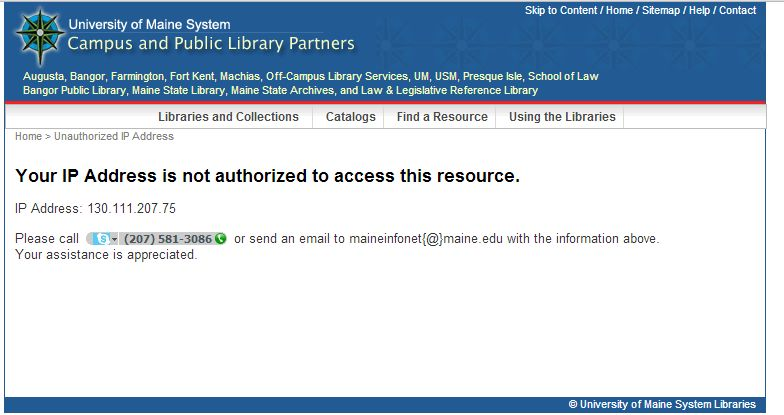 Skip to Content / Home / Sitemap / Help / Contact
University of Maine System
Campus and Public Library Partners
Augusta, Bangor, Farmington, Fort Kent, Machias, Off-Campus Library Services, UM, USM, Presque Isle, School of Law
Bangor Public Library, Maine State Library, Maine State Archives, and Law & Legislative Reference Library
Libraries and Collections Catalogs Find a Resource Using the Libraries
Home > Unauthorized IP Address
Your IP Address is not authorized to access this resource.
IP Address: 130.111.207.75
Please call (207) 581-3086 or send an email to maineinfonet{@}maine.edu with the information above.
Your assistance is appreciated.
© University of Maine System Libraries